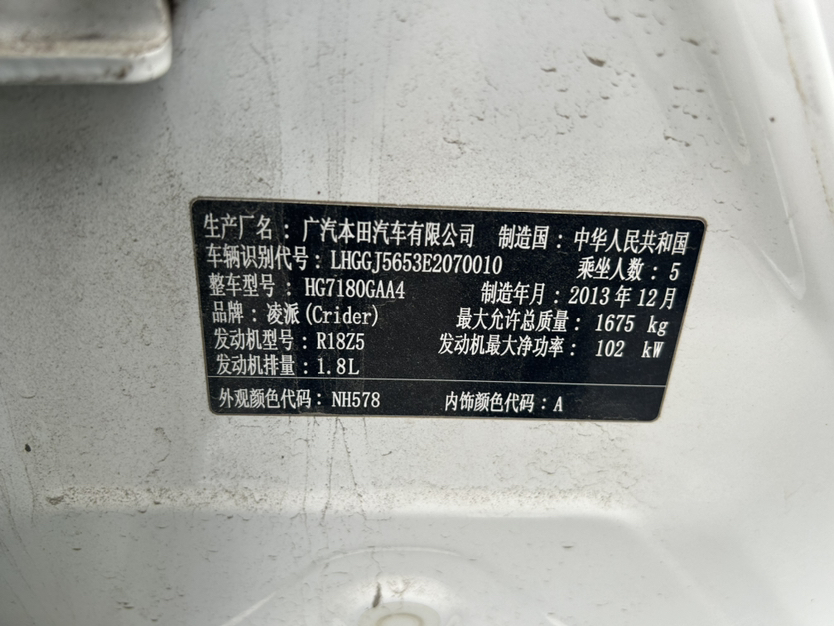 生产厂名：广汽本田汽车有限公司 制造国：中华人民共和国
车辆识别代号：LHGGJ5653E2070010 乘坐人数：5
整车型号：HG7180GAA4 制造年月：2013年12月
品牌：凌派(Crider) 最大允许总质量：1675 kg
发动机型号：R18Z5 发动机最大净功率：102 kW
发动机排量：1.8L
外观颜色代码：NH578 内饰颜色代码：A